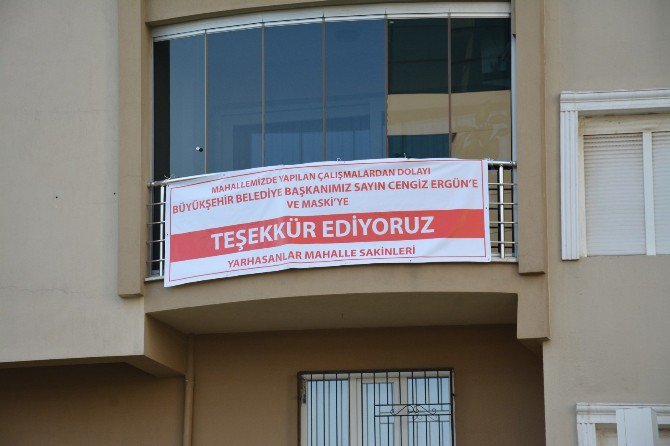 MAHALLEMİZDE YAPILAN ÇALIŞMALARDAN DOLAYI
BÜYÜKŞEHİR BELEDİYE BAŞKANIMIZ SAYIN CENGİZ ERGÜN'E
VE MASKİ'YE
TEŞEKKÜR EDİYORUZ
YARHASANLAR MAHALLE SAKİNLERİ